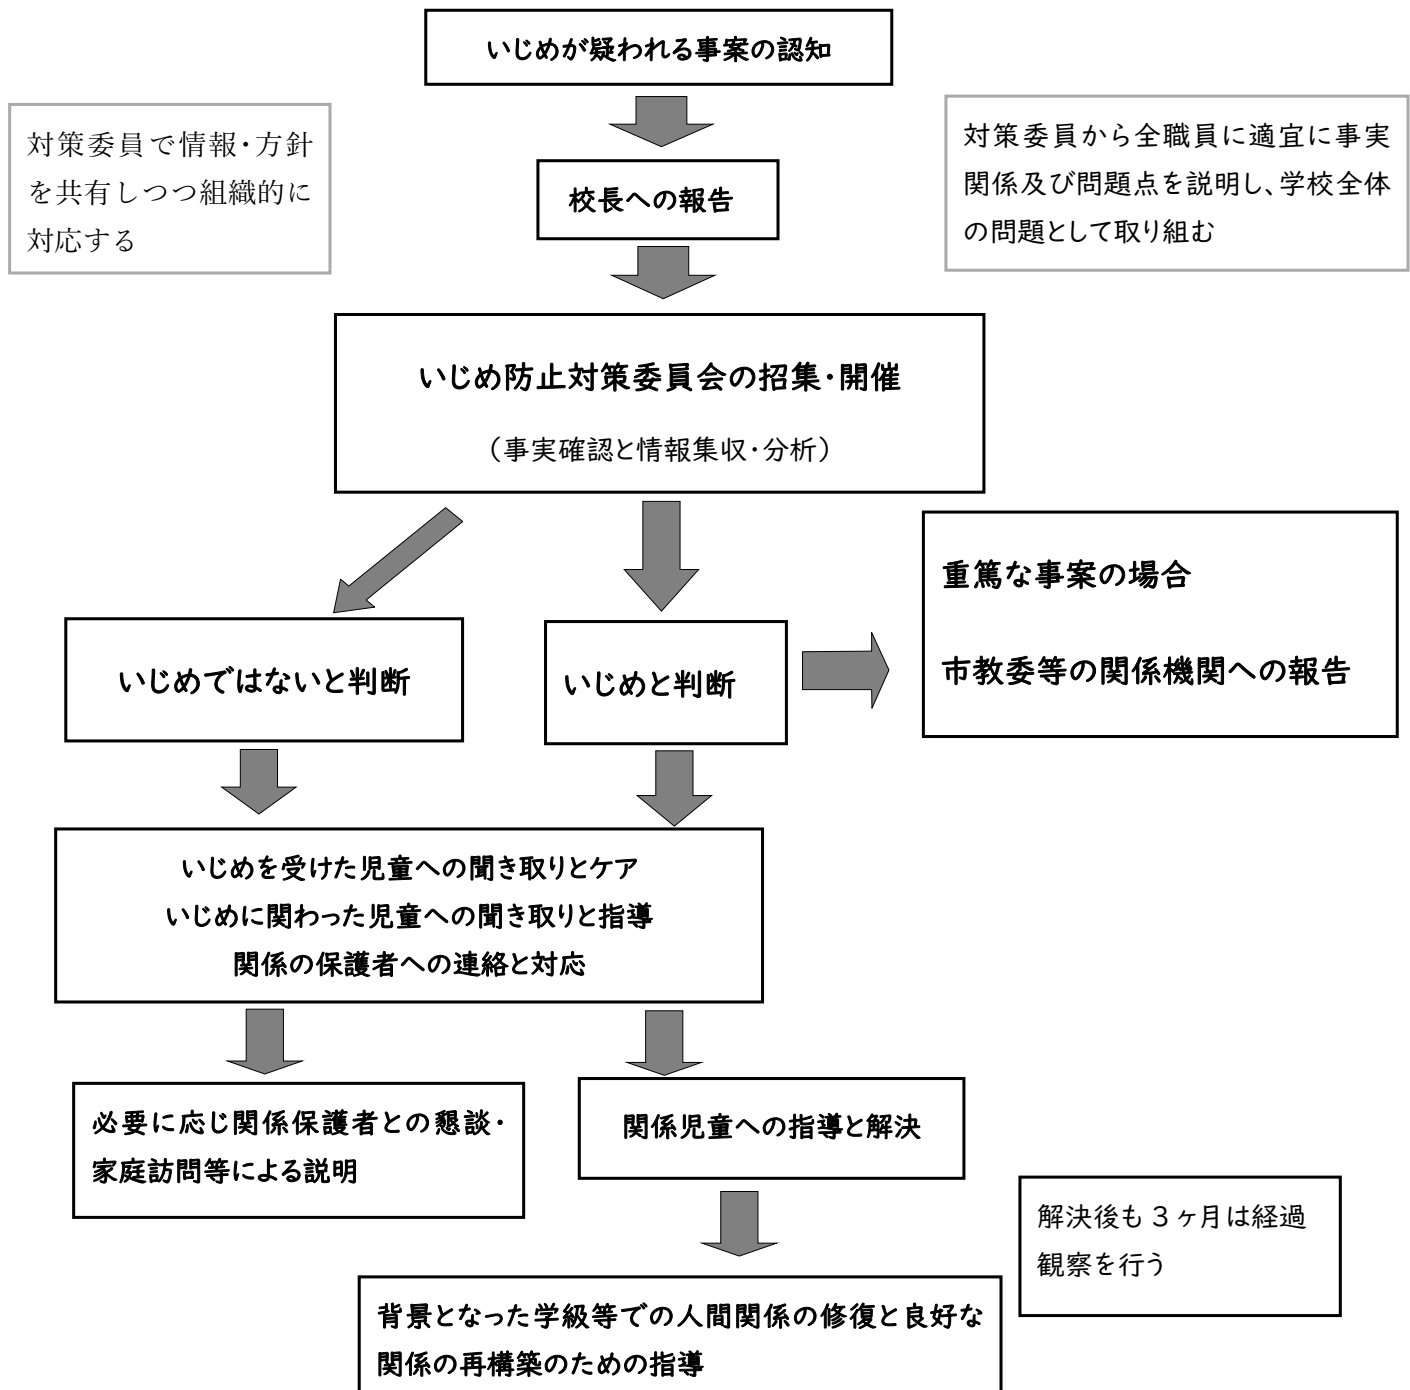 いじめが疑われる事案の認知
対策委員で情報・方針
を共有しつつ組織的に
対応する
対策委員から全職員に適宜に事実
関係及び問題点を説明し、学校全体
の問題として取り組む
校長への報告
いじめ防止対策委員会の招集・開催
（事実確認と情報集収・分析）
重篤な事案の場合
市教委等の関係機関への報告
いじめではないと判断
いじめと判断
いじめを受けた児童への聞き取りとケア
いじめに関わった児童への聞き取りと指導
関係の保護者への連絡と対応
必要に応じ関係保護者との懇談・
家庭訪問等による説明
関係児童への指導と解決
解決後も３ヶ月は経過
観察を行う
背景となった学級等での人間関係の修復と良好な
関係の再構築のための指導